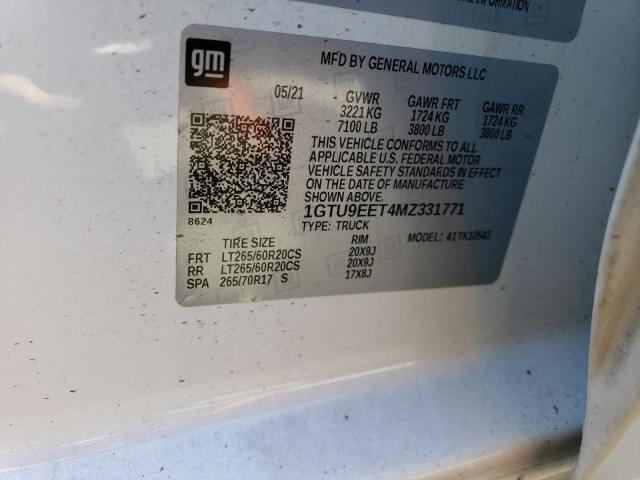 INFORMATION
gm
MFD BY GENERAL MOTORS LLC
05/21 GVWR GAWR FRT GAWR RR
3221 KG 1724 KG 1724 KG
7100 LB 3800 LB 3800 LB
THIS VEHICLE CONFORMS TO ALL
APPLICABLE U.S. FEDERAL MOTOR
VEHICLE SAFETY STANDARDS IN EFFECT
ON THE DATE OF MANUFACTURE
SHOWN ABOVE.
1GTU9EET4MZ331771
8624
TYPE: TRUCK MODEL: 41TK10543
TIRE SIZE RIM
FRT LT265/60R20CS 20X9J
RR LT265/60R20CS 20X9J
SPA 265/70R17 S 17X8J